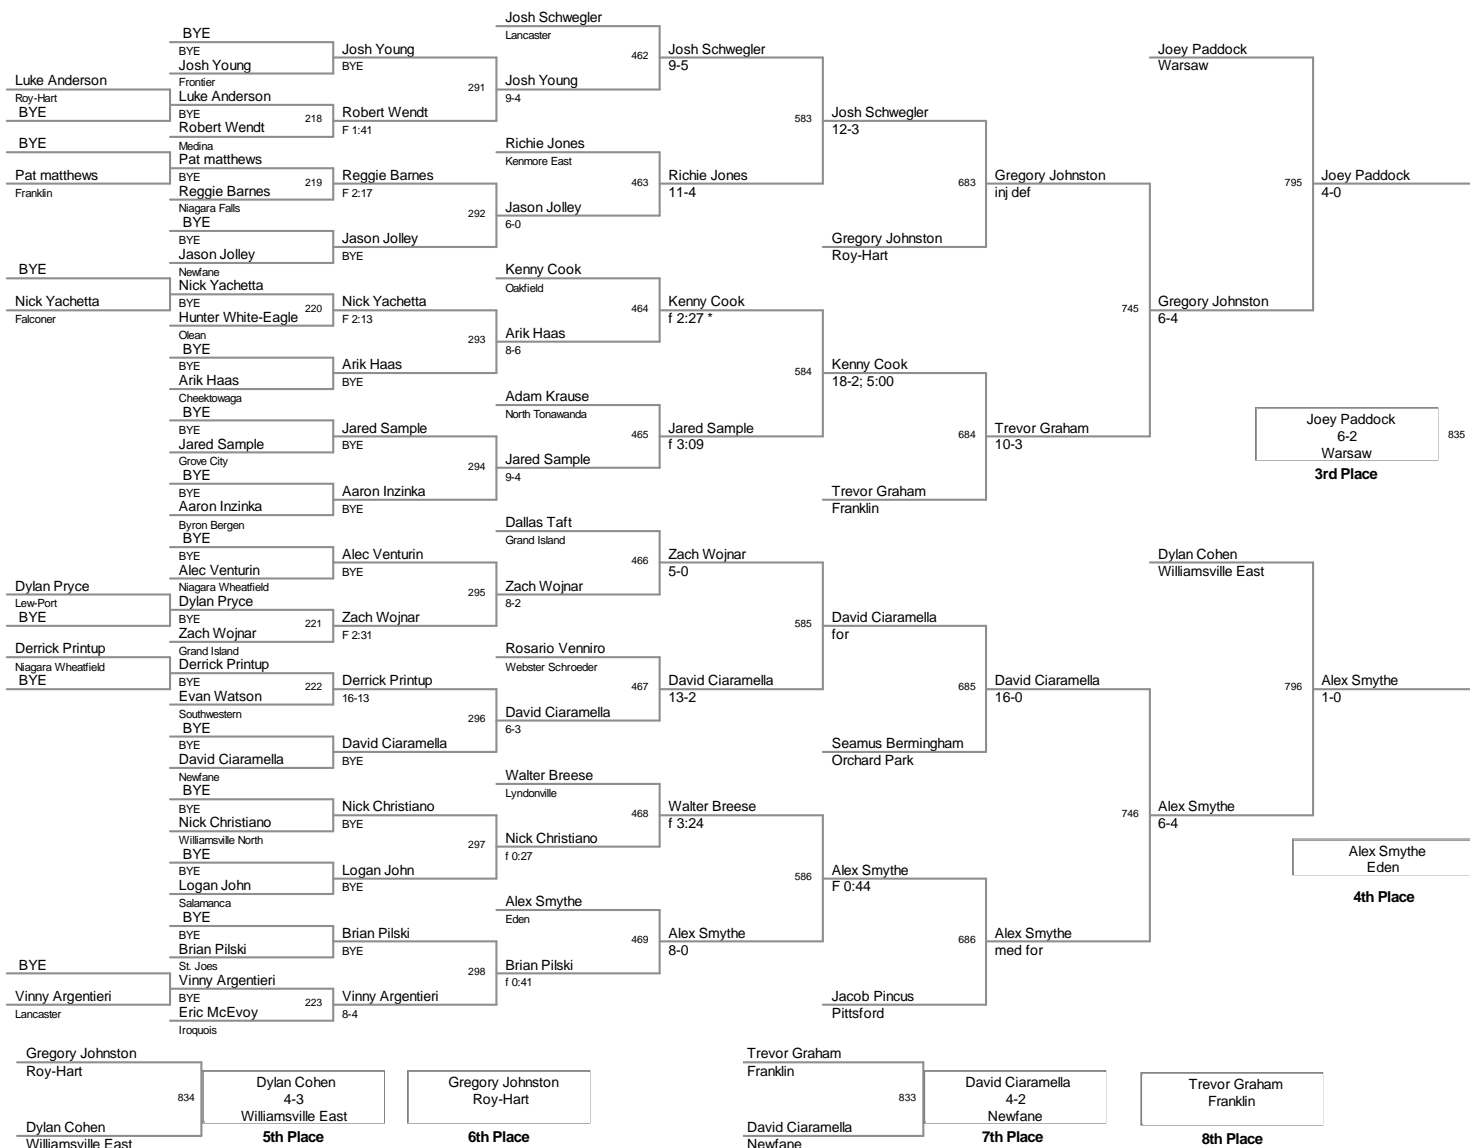 Josh Schwegler
Lancaster
BYE
BYE
Josh Young
Frontier
Josh Young
BYE
462
Josh Schwegler
9-5
Joey Paddock
Warsaw
Luke Anderson
Roy-Hart
BYE
Luke Anderson
BYE
Robert Wendt
Medina
218
291
Josh Young
9-4
Robert Wendt
F 1:41
583
Josh Schwegler
12-3
BYE
Pat matthews
Franklin
Pat matthews
BYE
Reggie Barnes
Niagara Falls
219
Reggie Barnes
F 2:17
Richie Jones
Kenmore East
463
Richie Jones
11-4
683
Gregory Johnston
inj def
795
Joey Paddock
4-0
292
Jason Jolley
6-0
BYE
BYE
Jason Jolley
Newfane
Jason Jolley
BYE
Gregory Johnston
Roy-Hart
BYE
Nick Yachetta
Falconer
Nick Yachetta
BYE
Hunter White-Eagle
Olean
220
Nick Yachetta
F 2:13
Kenny Cook
Oakfield
464
Kenny Cook
f 2:27 *
745
Gregory Johnston
6-4
293
Arik Haas
8-6
BYE
BYE
Arik Haas
Cheektowaga
Arik Haas
BYE
584
Kenny Cook
18-2; 5:00
Adam Krause
North Tonawanda
BYE
BYE
Jared Sample
Grove City
Jared Sample
BYE
465
Jared Sample
f 3:09
684
Trevor Graham
10-3
Joey Paddock
6-2
Warsaw
835
3rd Place
294
Jared Sample
9-4
BYE
BYE
Aaron Inzinka
Byron Bergen
Aaron Inzinka
BYE
Trevor Graham
Franklin
Dallas Taft
Grand Island
BYE
BYE
Alec Venturin
Niagara Wheatfield
Alec Venturin
BYE
466
Zach Wojnar
5-0
Dylan Cohen
Williamsville East
Dylan Pryce
Lew-Port
BYE
Dylan Pryce
BYE
Zach Wojnar
Grand Island
221
295
Zach Wojnar
8-2
Zach Wojnar
F 2:31
585
David Ciaramella
for
Derrick Printup
Niagara Wheatfield
BYE
Derrick Printup
BYE
Evan Watson
Southwestern
222
Derrick Printup
16-13
Rosario Venniro
Webster Schroeder
467
David Ciaramella
13-2
685
David Ciaramella
16-0
796
Alex Smythe
1-0
296
David Ciaramella
6-3
BYE
BYE
David Ciaramella
Newfane
David Ciaramella
BYE
Seamus Bermingham
Orchard Park
Walter Breese
Lyndonville
BYE
BYE
Nick Christiano
Williamsville North
Nick Christiano
BYE
468
Walter Breese
f 3:24
746
Alex Smythe
6-4
297
Nick Christiano
f 0:27
BYE
BYE
Logan John
Salamanca
Logan John
BYE
586
Alex Smythe
F 0:44
Alex Smythe
Eden
4th Place
Alex Smythe
Eden
BYE
BYE
Brian Pilski
St. Joes
Brian Pilski
BYE
469
Alex Smythe
8-0
686
Alex Smythe
med for
BYE
Vinny Argentieri
Lancaster
Vinny Argentieri
BYE
Eric McEvoy
Iroquois
223
298
Brian Pilski
f 0:41
Vinny Argentieri
8-4
Jacob Pincus
Pittsford
Gregory Johnston
Roy-Hart
834
Dylan Cohen
Williamsville East
Dylan Cohen
4-3
Williamsville East
5th Place
Gregory Johnston
Roy-Hart
6th Place
Trevor Graham
Franklin
833
David Ciaramella
Newfane
David Ciaramella
4-2
Newfane
7th Place
Trevor Graham
Franklin
8th Place